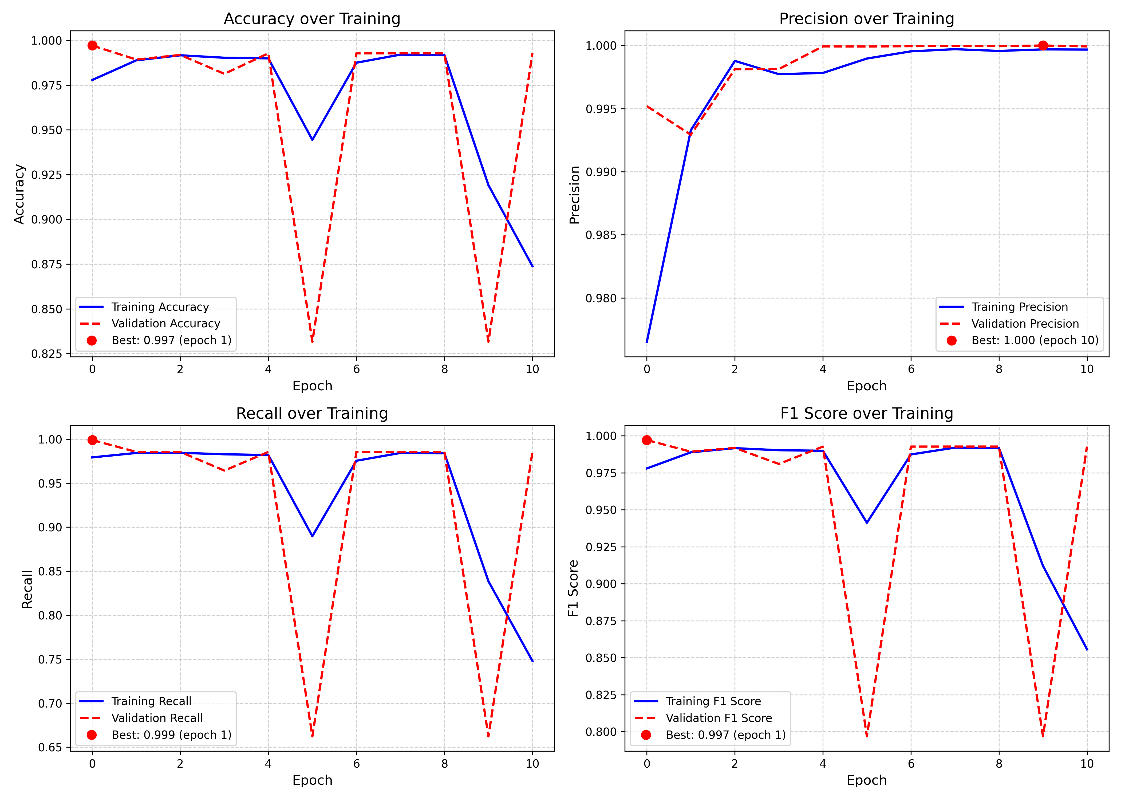 Accuracy over Training
1.000
0.975
0.950
0.925
0.900
0.875
0.850
0.825
Accuracy
0 2 4 6 8 10
Epoch
Training Accuracy
Validation Accuracy
Best: 0.997 (epoch 1)
Precision over Training
1.000
0.995
0.990
0.985
0.980
Precision
0 2 4 6 8 10
Epoch
Training Precision
Validation Precision
Best: 1.000 (epoch 10)
Recall over Training
1.00
0.95
0.90
0.85
0.80
0.75
0.70
0.65
Recall
0 2 4 6 8 10
Epoch
Training Recall
Validation Recall
Best: 0.999 (epoch 1)
F1 Score over Training
1.000
0.975
0.950
0.925
0.900
0.875
0.850
0.825
0.800
F1 Score
0 2 4 6 8 10
Epoch
Training F1 Score
Validation F1 Score
Best: 0.997 (epoch 1)